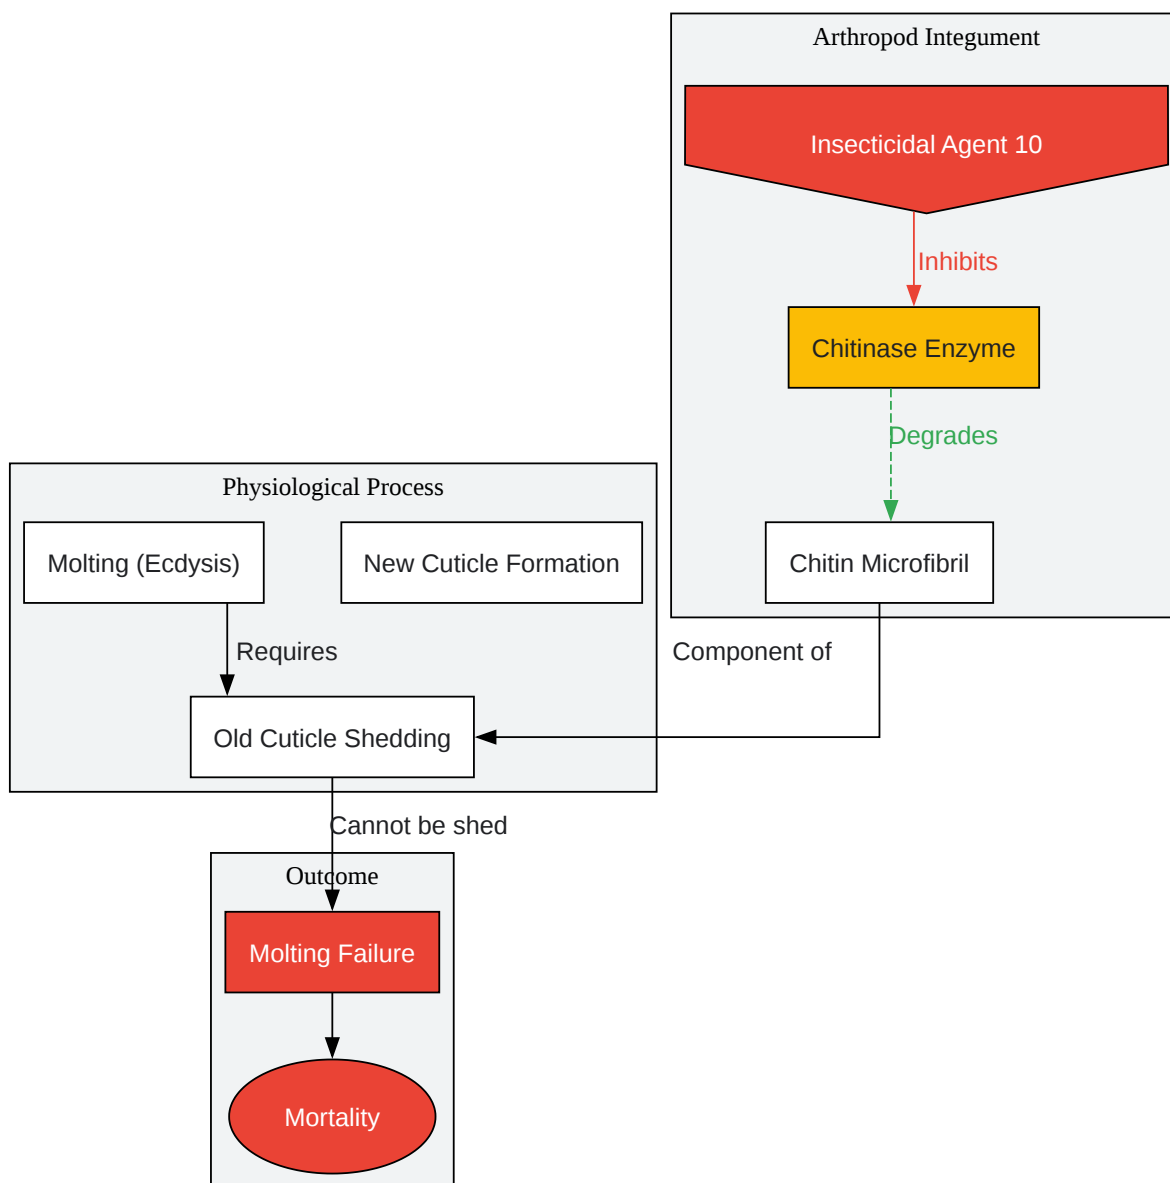 Arthropod Integument
Insecticidal Agent 10
Inhibits
Chitinase Enzyme
Degrades
Chitin Microfibril
Component of
Physiological Process
Molting (Ecdysis)
New Cuticle Formation
Requires
Old Cuticle Shedding
Cannot be shed
Outcome
Molting Failure
Mortality